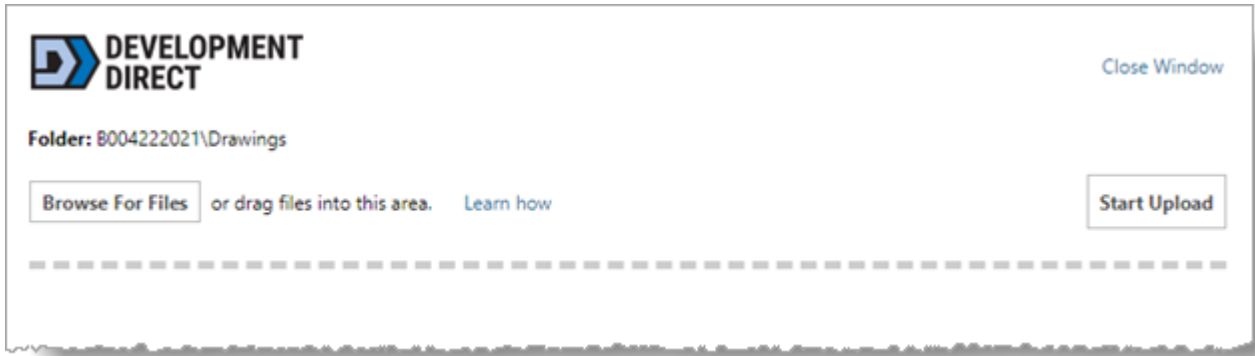 DEVELOPMENT
DIRECT
Close Window
Folder: B004222021\Drawings
Browse For Files or drag files into this area. Learn how
Start Upload